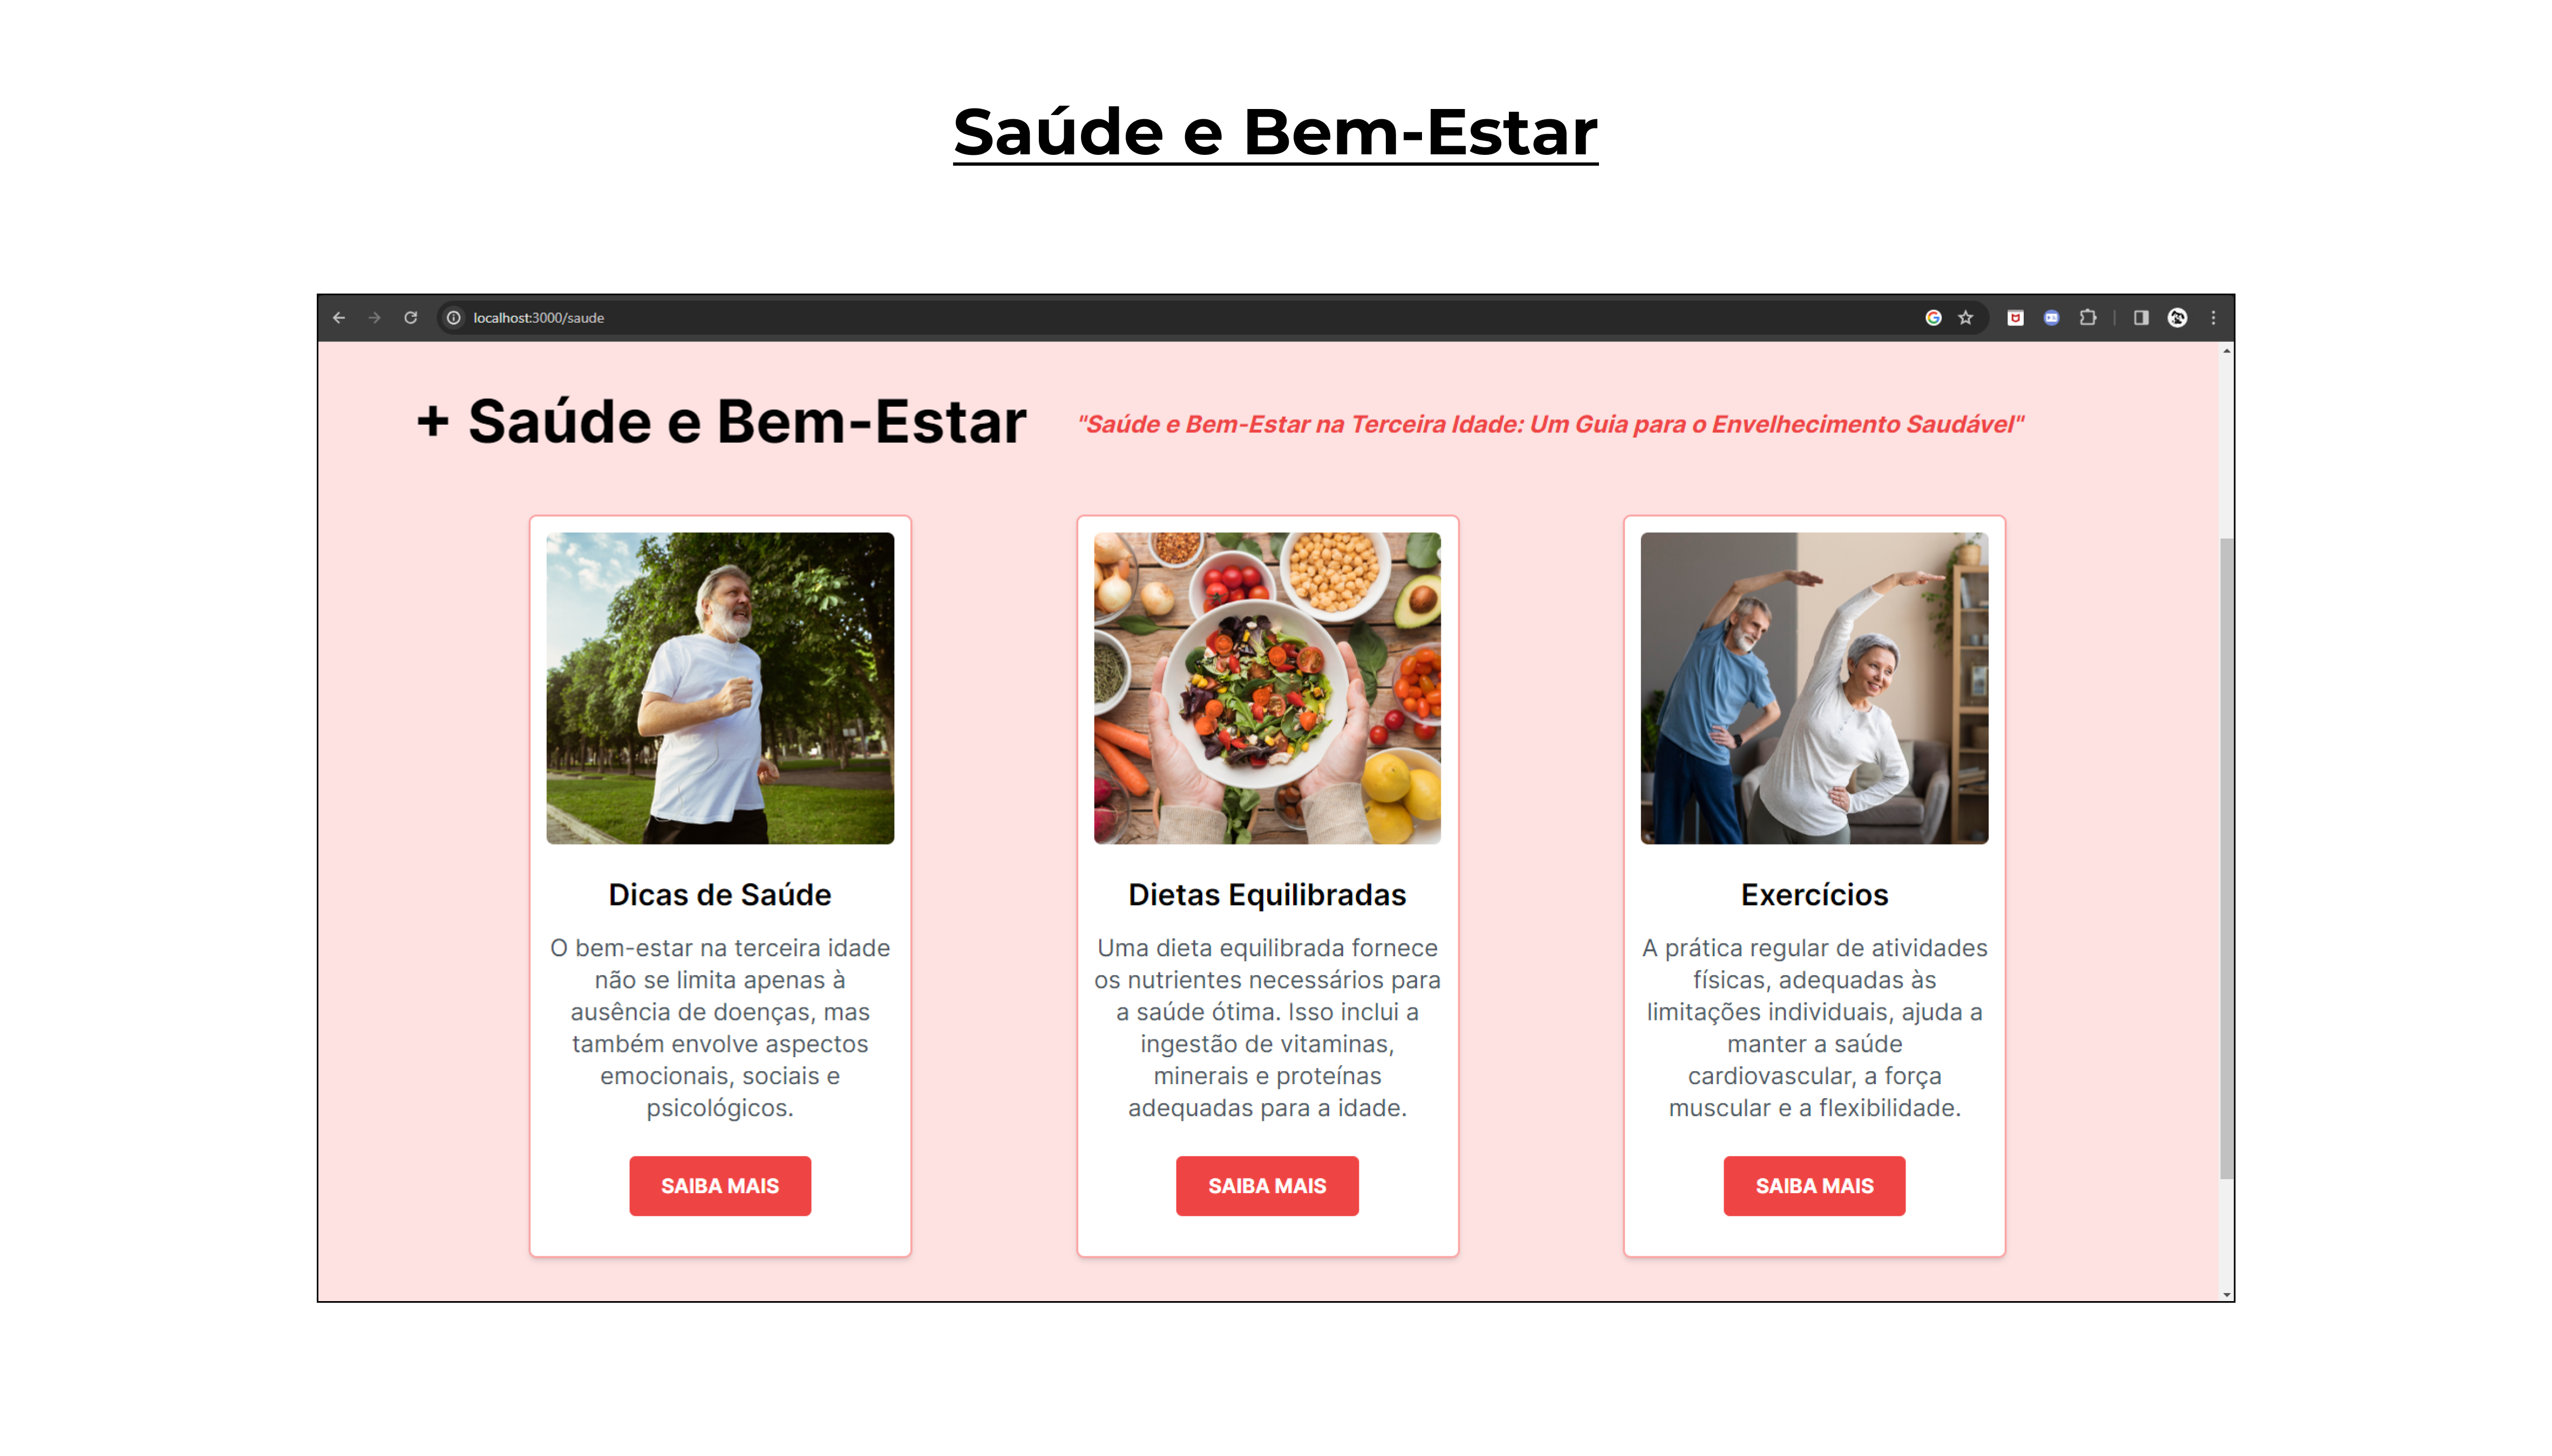 Saúde e Bem-Estar
localhost:3000/saude
+ Saúde e Bem-Estar
"Saúde e Bem-Estar na Terceira Idade: Um Guia para o Envelhecimento Saudável"
Dicas de Saúde
O bem-estar na terceira idade
não se limita apenas à
ausência de doenças, mas
também envolve aspectos
emocionais, sociais e
psicológicos.
SAIBA MAIS
Dietas Equilibradas
Uma dieta equilibrada fornece
os nutrientes necessários para
a saúde ótima. Isso inclui a
ingestão de vitaminas,
minerais e proteínas
adequadas para a idade.
SAIBA MAIS
Exercícios
A prática regular de atividades
físicas, adequadas às
limitações individuais, ajuda a
manter a saúde
cardiovascular, a força
muscular e a flexibilidade.
SAIBA MAIS